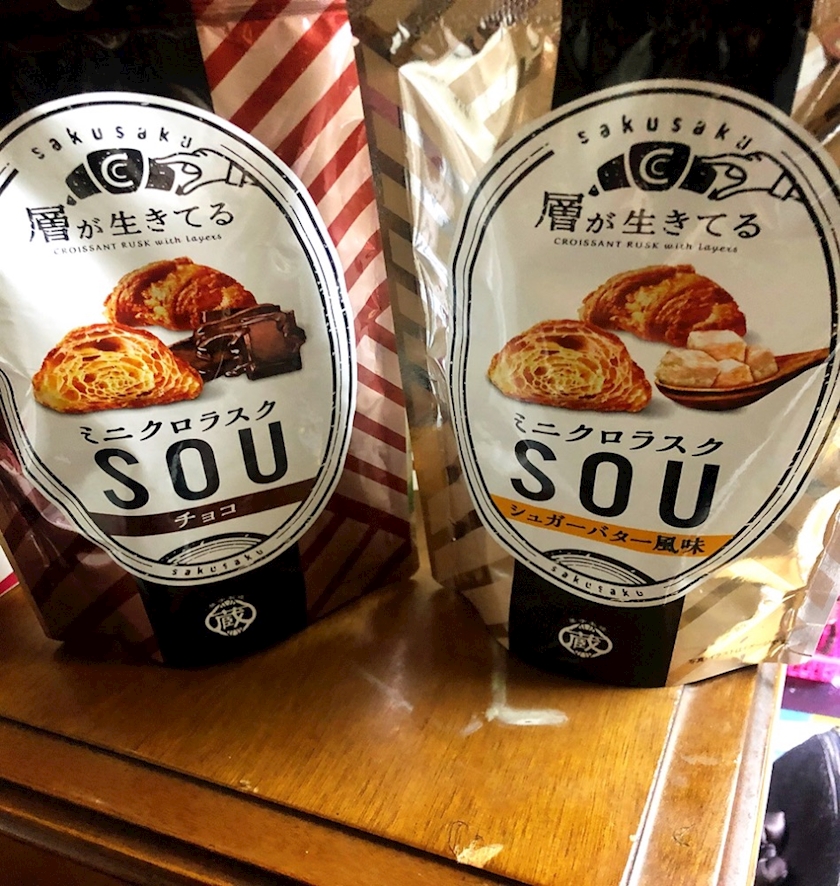 sakusaku
C
層が生きてる
CROISSANT RUSK with layers
ミニクロラスク
SOU
チョコ
sakusaku
蔵
sakusaku
C
層が生きてる
CROISSANT RUSK with layers
ミニクロラスク
SOU
シュガーバター風味
sakusaku
蔵